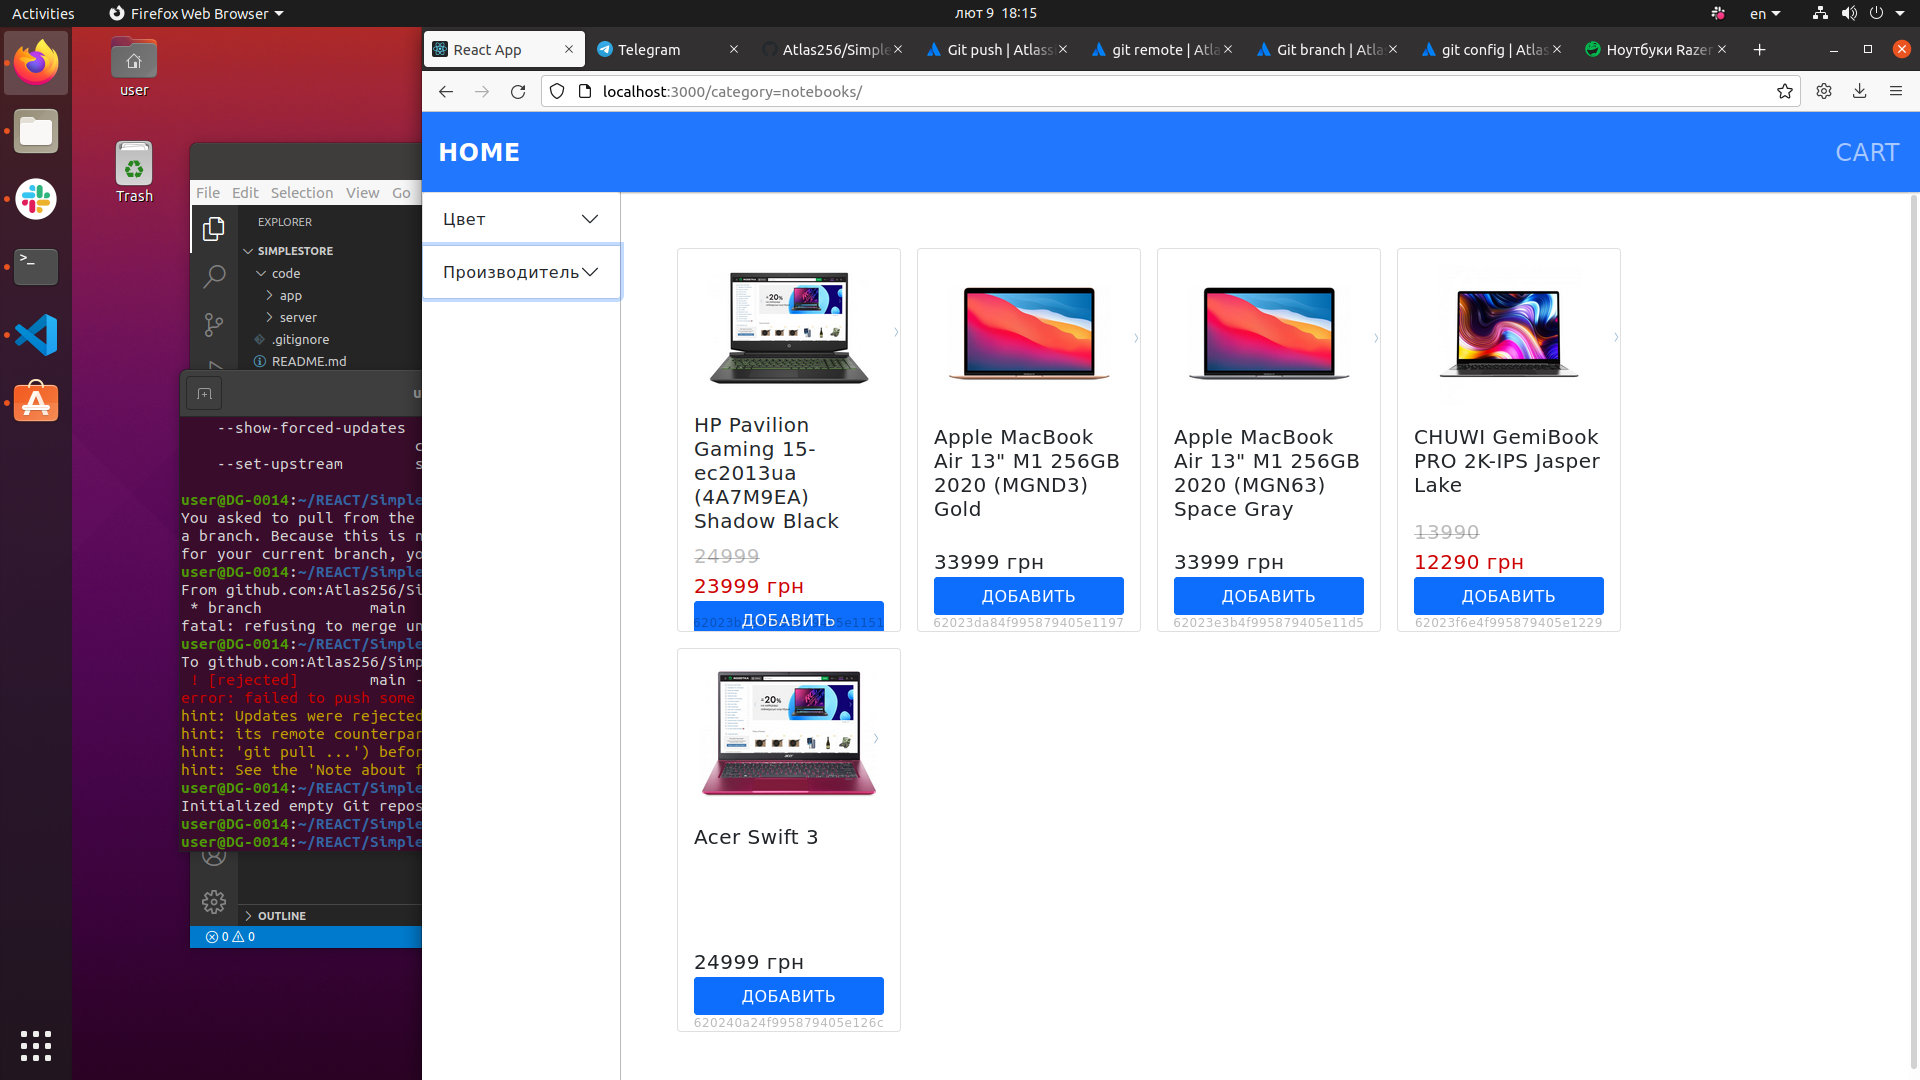 Activities
Firefox Web Browser
лют 9 18:15
en
user
Trash
File Edit Selection View Go
EXPLORER
SIMPLESTORE
code
app
server
.gitignore
README.md
--show-forced-updates
--set-upstream
user@DG-0014:~/REACT/Simple
You asked to pull from the
a branch. Because this is n
for your current branch, yo
user@DG-0014:~/REACT/Simple
From github.com:Atlas256/Si
* branch main
fatal: refusing to merge un
user@DG-0014:~/REACT/Simple
To github.com:Atlas256/Simp
! [rejected] main -
error: failed to push some
hint: Updates were rejected
hint: its remote counterpar
hint: 'git pull ...') befor
hint: See the 'Note about f
user@DG-0014:~/REACT/Simple
Initialized empty Git repos
user@DG-0014:~/REACT/Simple
user@DG-0014:~/REACT/Simple
OUTLINE
0 0
React App
Telegram
Atlas256/Simple
Git push | Atlass
git remote | Atla
Git branch | Atla
git config | Atlas
Ноутбуки Razer
localhost:3000/category=notebooks/
HOME
CART
Цвет
Производитель
HP Pavilion
Gaming 15-
ec2013ua
(4A7M9EA)
Shadow Black
24999
23999 грн
ДОБАВИТЬ
Apple MacBook
Air 13" M1 256GB
2020 (MGND3)
Gold
33999 грн
ДОБАВИТЬ
62023da84f995879405e1197
Apple MacBook
Air 13" M1 256GB
2020 (MGN63)
Space Gray
33999 грн
ДОБАВИТЬ
62023e3b4f995879405e11d5
CHUWI GemiBook
PRO 2K-IPS Jasper
Lake
13990
12290 грн
ДОБАВИТЬ
62023f6e4f995879405e1229
Acer Swift 3
24999 грн
ДОБАВИТЬ
620240a24f995879405e126c